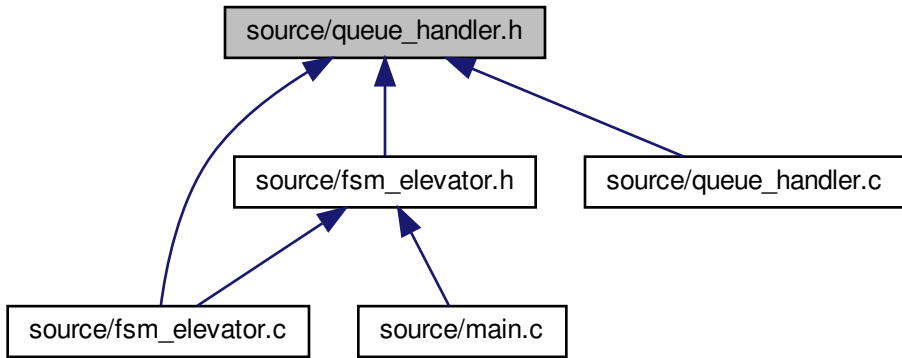 source/queue_handler.h
source/fsm_elevator.h
source/queue_handler.c
source/fsm_elevator.c
source/main.c